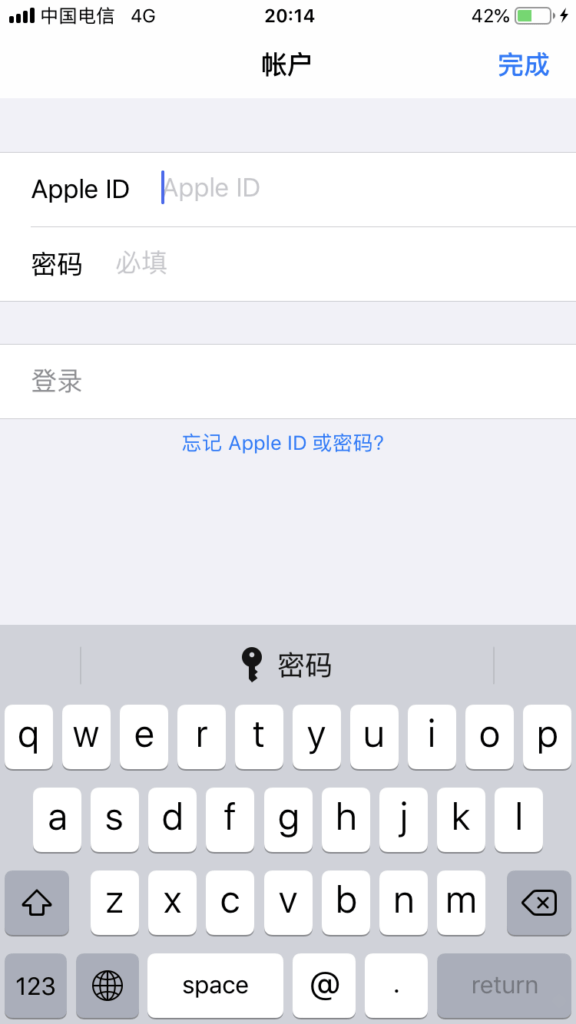 中国电信 4G 20:14 42%
帐户 完成
Apple ID Apple ID
密码 必填
登录
忘记 Apple ID 或密码?
密码
q w e r t y u i o p
a s d f g h j k l
z x c v b n m
123 space @ . return